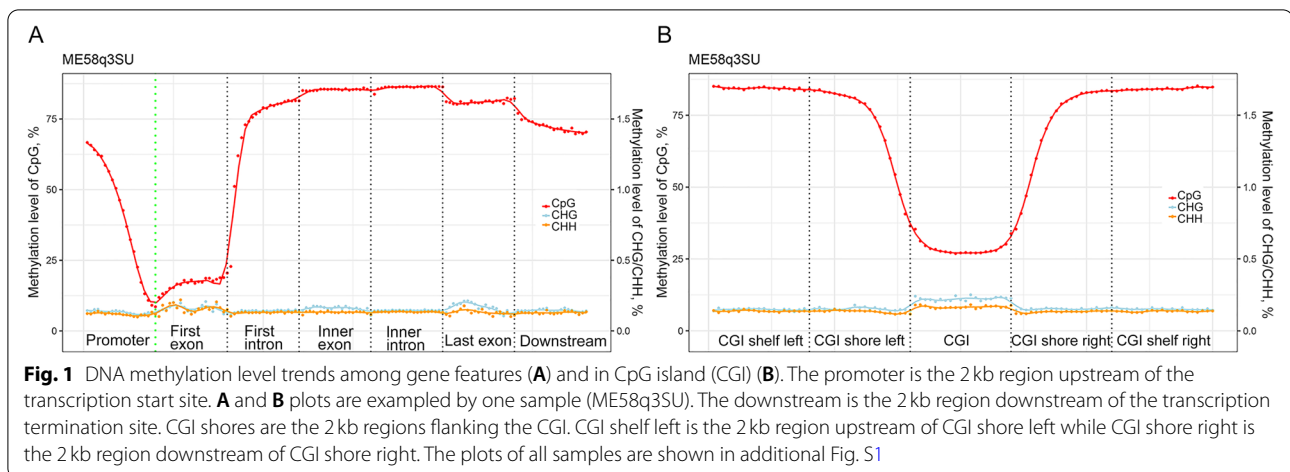 A
ME58q3SU
Methylation level of CpG, %
75
50
25
0
1.5
1.0
0.5
0.0
Methylation level of CHG/CHH, %
CpG
CHG
CHH
Promoter
First
exon
First
intron
Inner
exon
Inner
intron
Last exon
Downstream
B
ME58q3SU
Methylation level of CpG, %
75
50
25
0
1.5
1.0
0.5
0.0
Methylation level of CHG/CHH, %
CpG
CHG
CHH
CGI shelf left
CGI shore left
CGI
CGI shore right
CGI shelf right
Fig. 1 DNA methylation level trends among gene features (A) and in CpG island (CGI) (B). The promoter is the 2 kb region upstream of the
transcription start site. A and B plots are exampled by one sample (ME58q3SU). The downstream is the 2 kb region downstream of the transcription
termination site. CGI shores are the 2 kb regions flanking the CGI. CGI shelf left is the 2 kb region upstream of CGI shore left while CGI shore right is
the 2 kb region downstream of CGI shore right. The plots of all samples are shown in additional Fig. S1